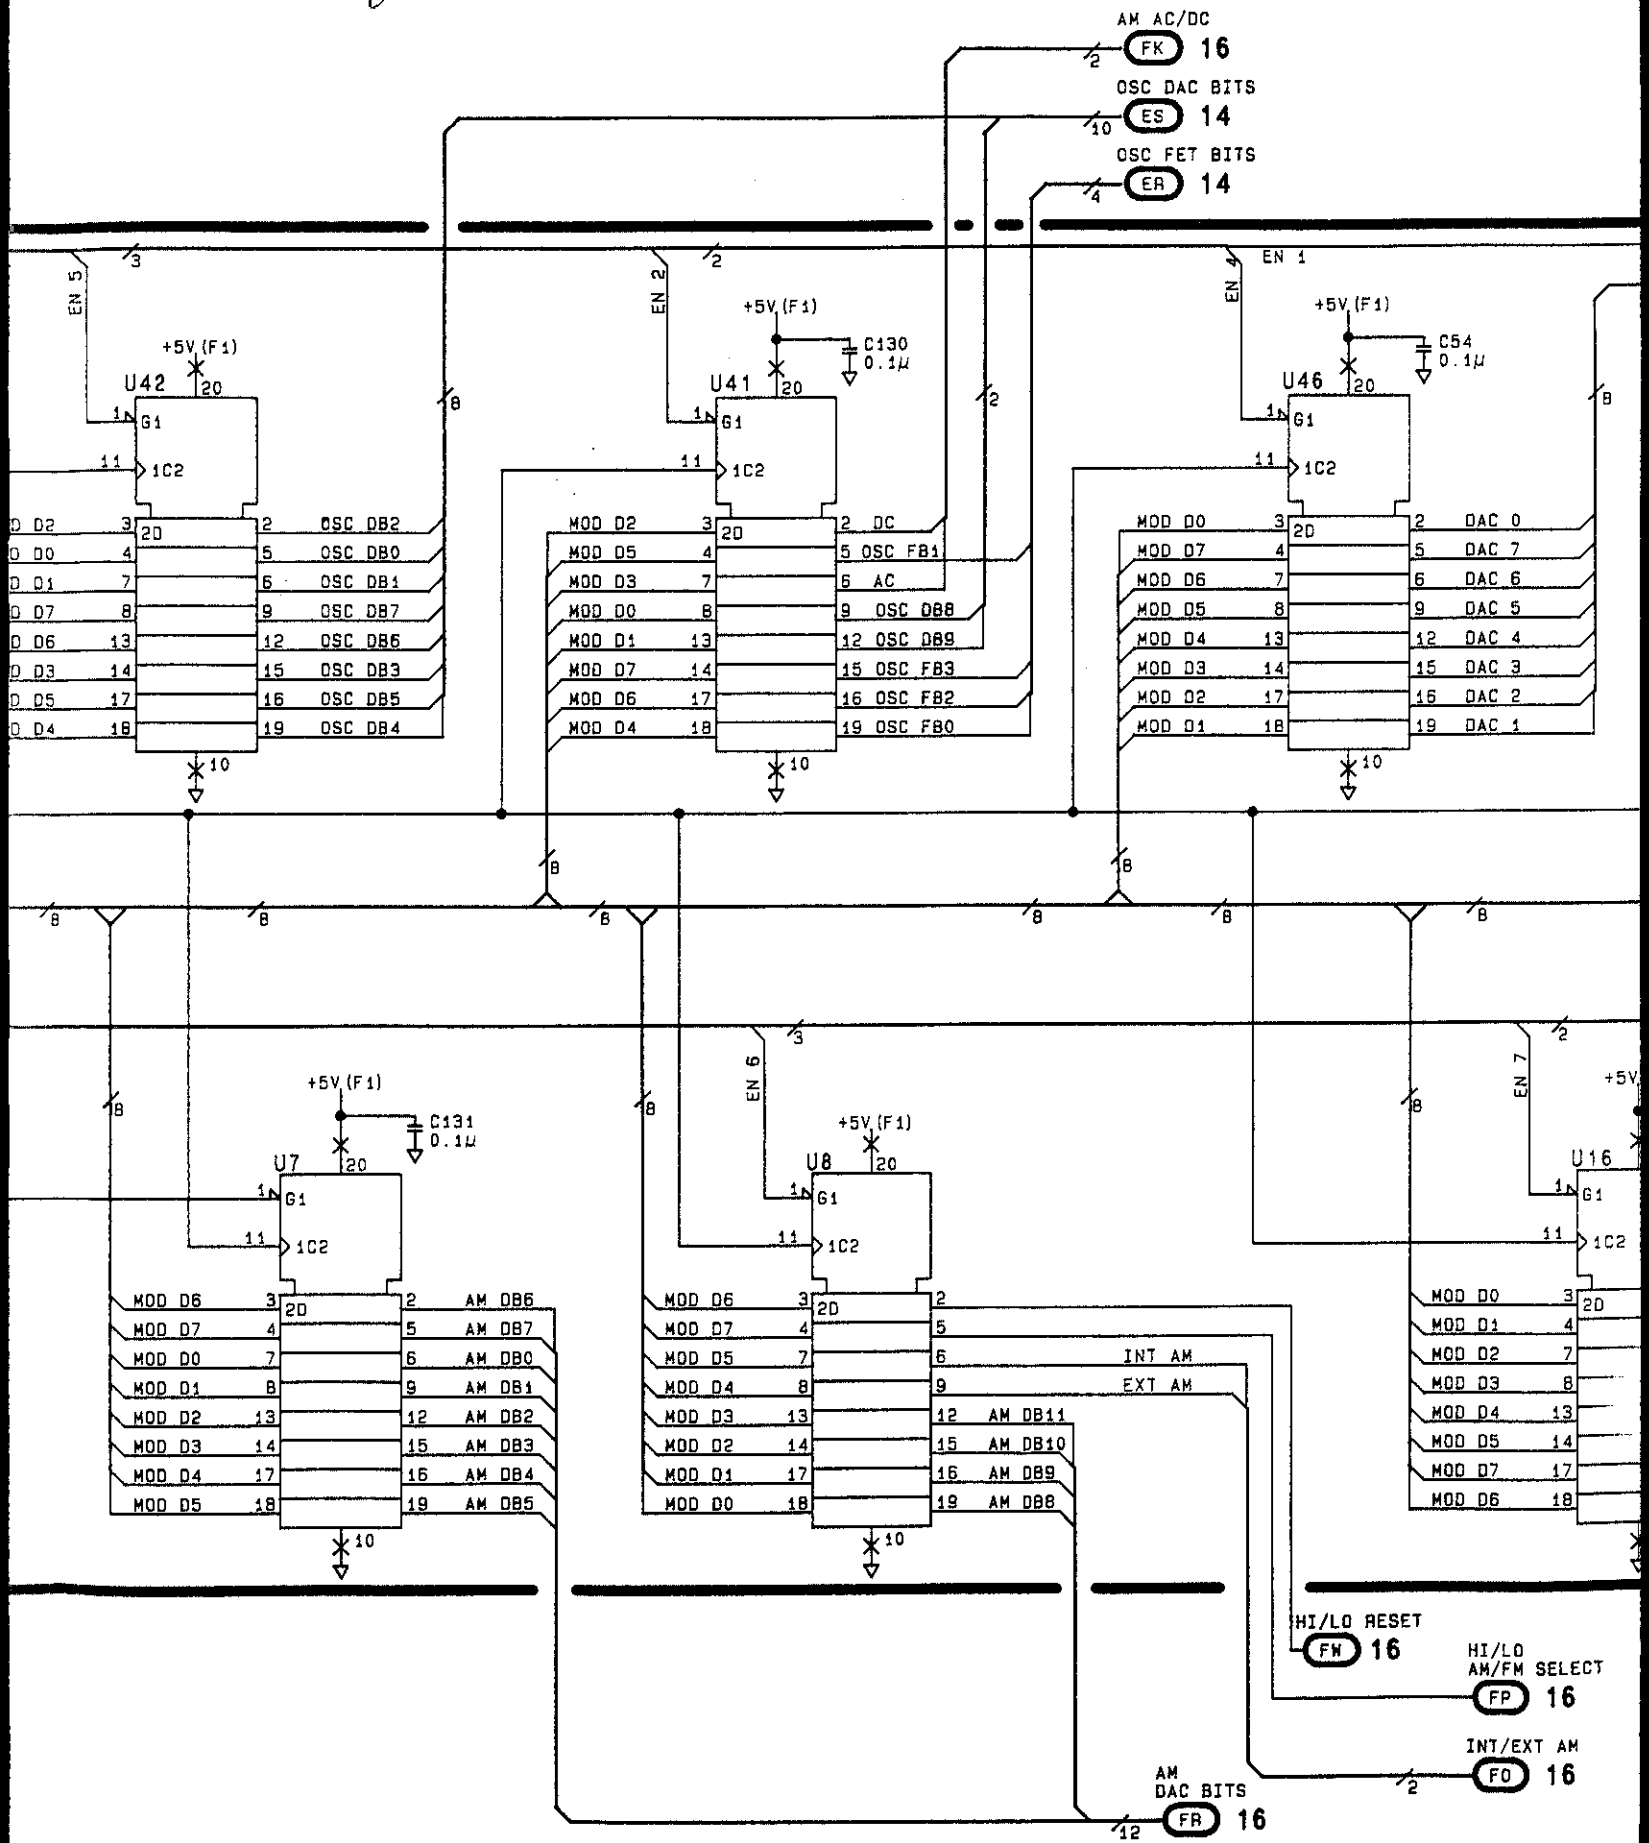 AM AC/DC
2 FK 16
OSC DAC BITS
10 ES 14
OSC FET BITS
4 ER 14
3
2
EN 1
EN 5
EN 2
EN 4
+5V (F1)
U42
20
1 G1
11 1C2
D D2 3 2D 2 OSC DB2
D D0 4 5 OSC DB0
D D1 7 6 OSC DB1
D D7 8 9 OSC DB7
D D6 13 12 OSC DB6
D D3 14 15 OSC DB3
D D5 17 16 OSC DB5
D D4 18 19 OSC DB4
10
8
+5V (F1)
C130
0.1µ
U41
20
1 G1
11 1C2
MOD D2 3 2D 2 DC
MOD D5 4 5 OSC FB1
MOD D3 7 6 AC
MOD D0 8 9 OSC DB8
MOD D1 13 12 OSC DB9
MOD D7 14 15 OSC FB3
MOD D6 17 16 OSC FB2
MOD D4 18 19 OSC FB0
10
2
+5V (F1)
C54
0.1µ
U46
20
1 G1
11 1C2
MOD D0 3 2D 2 DAC 0
MOD D7 4 5 DAC 7
MOD D6 7 6 DAC 6
MOD D5 8 9 DAC 5
MOD D4 13 12 DAC 4
MOD D3 14 15 DAC 3
MOD D2 17 16 DAC 2
MOD D1 18 19 DAC 1
10
8
8
8
8 8 8 8 8 8
3
2
EN 6
EN 7
8
8
8
+5V (F1)
C131
0.1µ
U7
20
1 G1
11 1C2
MOD D6 3 2D 2 AM DB6
MOD D7 4 5 AM DB7
MOD D0 7 6 AM DB0
MOD D1 8 9 AM DB1
MOD D2 13 12 AM DB2
MOD D3 14 15 AM DB3
MOD D4 17 16 AM DB4
MOD D5 18 19 AM DB5
10
+5V (F1)
U8
20
1 G1
11 1C2
MOD D6 3 2D 2
MOD D7 4 5
MOD D5 7 6 INT AM
MOD D4 8 9 EXT AM
MOD D3 13 12 AM DB11
MOD D2 14 15 AM DB10
MOD D1 17 16 AM DB9
MOD D0 18 19 AM DB8
10
+5V
U16
1 G1
11 1C2
MOD D0 3 2D
MOD D1 4
MOD D2 7
MOD D3 8
MOD D4 13
MOD D5 14
MOD D7 17
MOD D6 18
HI/LO RESET
FW 16
HI/LO
AM/FM SELECT
FP 16
INT/EXT AM
2 FO 16
AM
DAC BITS
12 FR 16